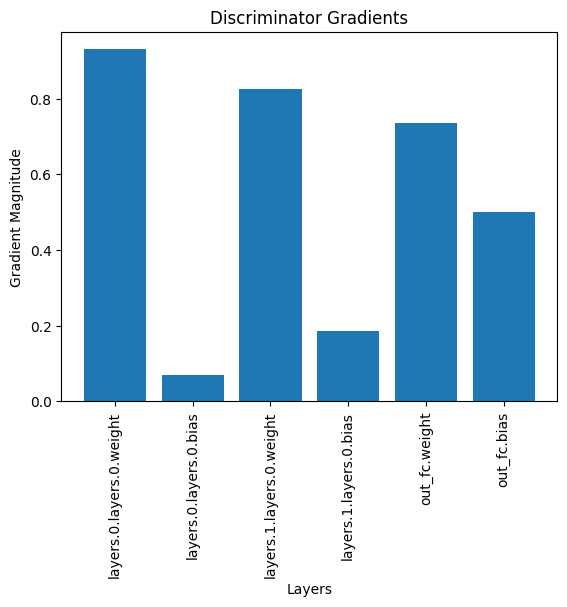 Discriminator Gradients
Gradient Magnitude
0.8
0.6
0.4
0.2
0.0
layers.0.layers.0.weight
layers.0.layers.0.bias
layers.1.layers.0.weight
layers.1.layers.0.bias
out_fc.weight
out_fc.bias
Layers